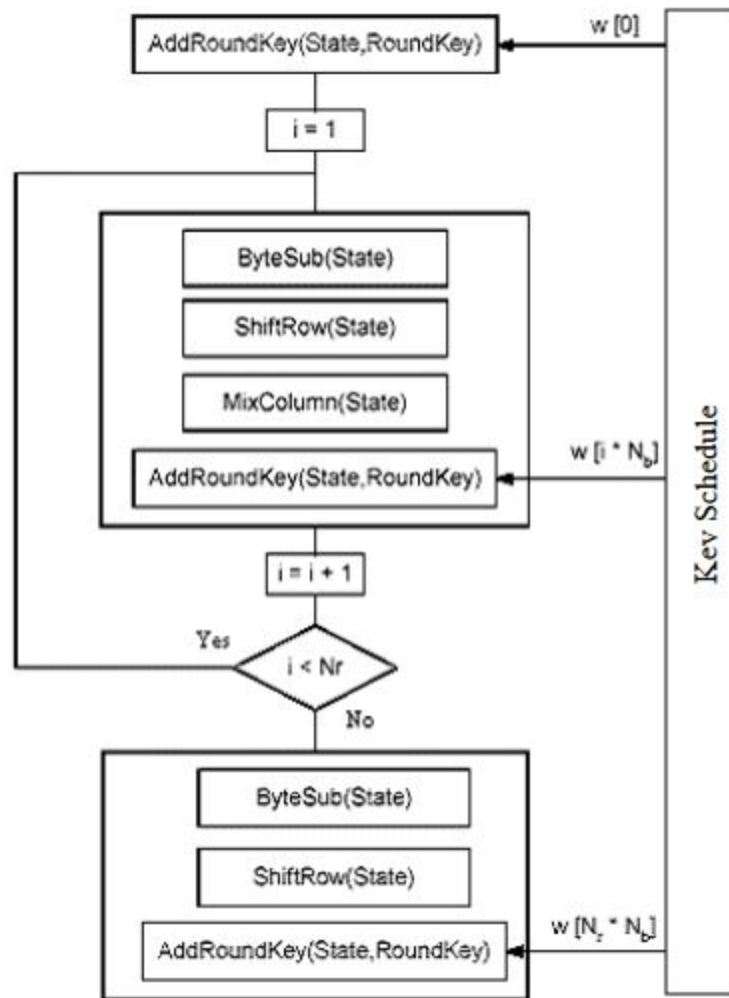 AddRoundKey(State,RoundKey)
w [0]
i = 1
ByteSub(State)
ShiftRow(State)
MixColumn(State)
AddRoundKey(State,RoundKey)
w [i * Nb]
i = i + 1
Yes
i < Nr
No
ByteSub(State)
ShiftRow(State)
AddRoundKey(State,RoundKey)
w [Nr * Nb]
Kev Schedule